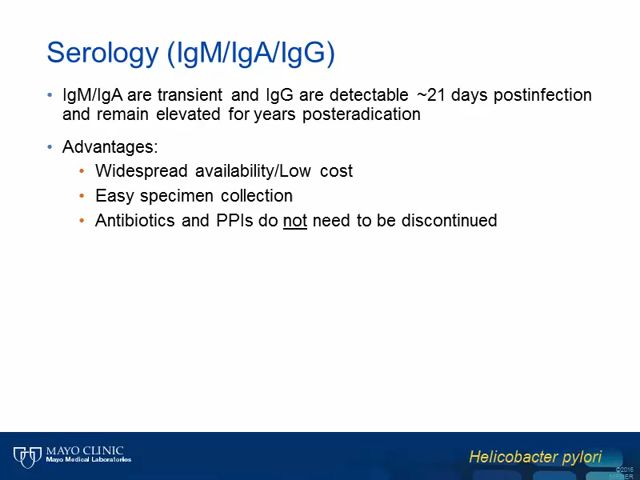 Serology (IgM/IgA/IgG)
• IgM/IgA are transient and IgG are detectable ~21 days postinfection
and remain elevated for years posteradication
• Advantages:
• Widespread availability/Low cost
• Easy specimen collection
• Antibiotics and PPIs do not need to be discontinued
MAYO CLINIC
Mayo Medical Laboratories
Helicobacter pylori
©2016